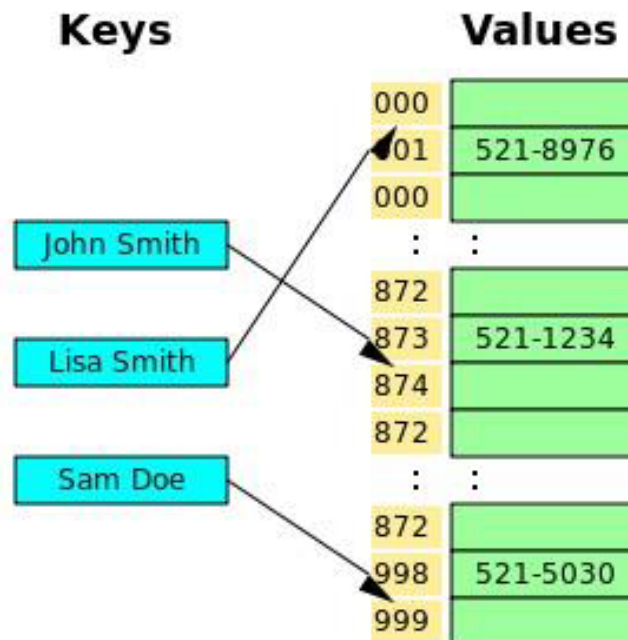 Keys
Values
000
001 521-8976
000
John Smith
: :
872
873 521-1234
Lisa Smith
874
872
Sam Doe
: :
872
998 521-5030
999